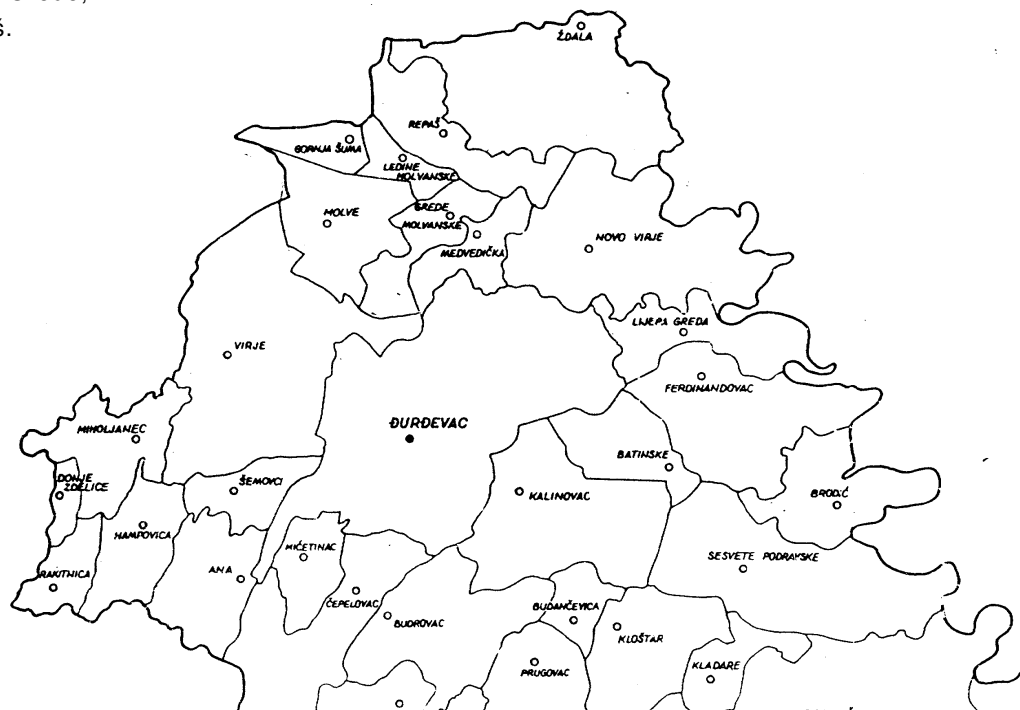 š.
ŽDALA
REPAŠ
GORNJA ŠUMA
LEDINE
MOLVANSKE
MOLVE
GREDE
MOLVANSKE
MEDVEDIČKA
NOVO VIRJE
LIJEPA GREDA
VIRJE
FERDINANDOVAC
MIHOLJANEC
ĐURĐEVAC
BATINSKE
DONJE
ZDELICE
ŠEMOVCI
KALINOVAC
BRODIĆ
HAMPOVICA
MIČETINAC
SESVETE PODRAVSKE
RAKITNICA
ANA
ČEPELOVAC
BUDANČEVICA
BUDROVAC
KLOŠTAR
PRUGOVAC
KLADARE